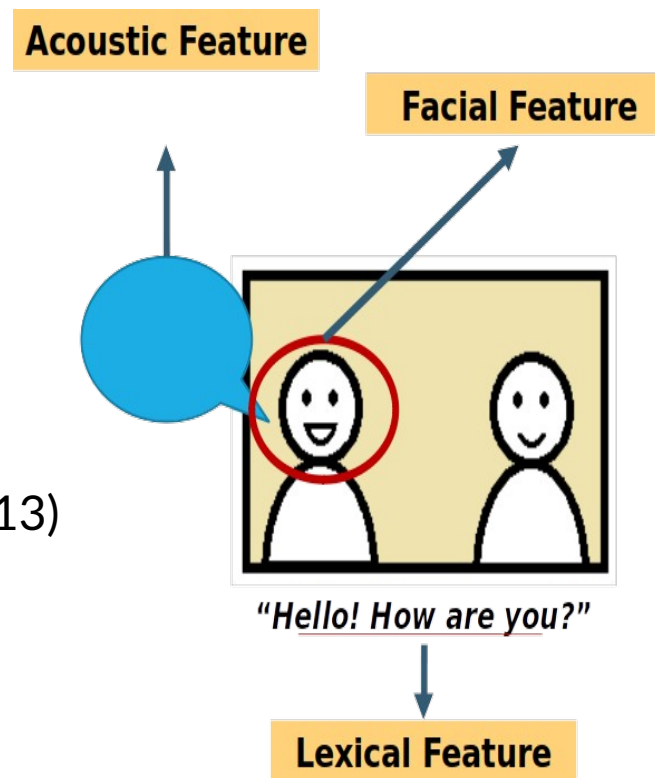 Acoustic Feature
Facial Feature
13)
“Hello! How are you?”
Lexical Feature